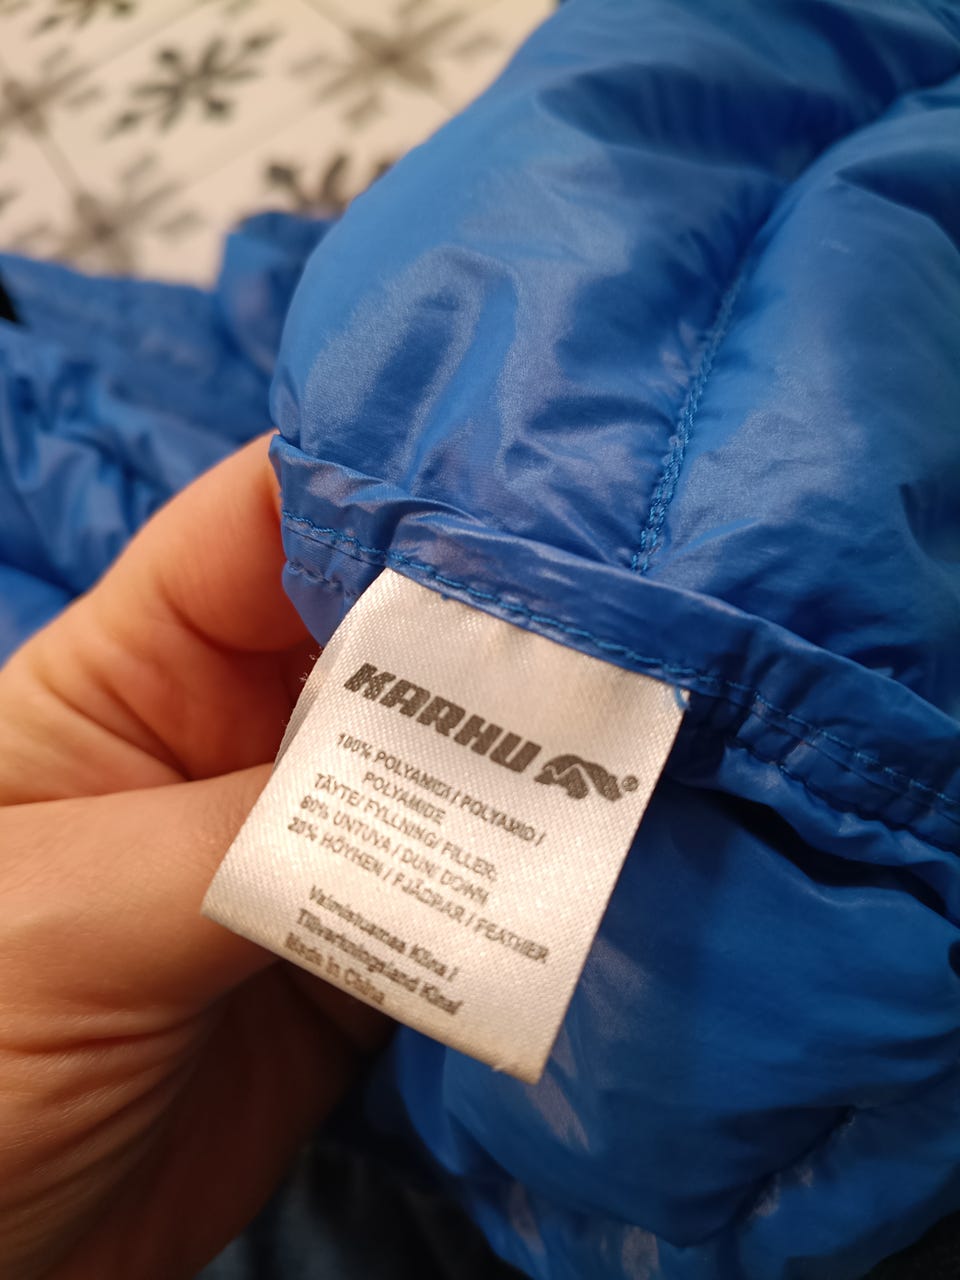 KARHU®
100% POLYAMIDI / POLYAMID /
POLYAMIDE
TÄYTE/ FYLLNING/ FILLER:
80% UNTUVA / DUN/ DOWN
20% HÖYHEN / FJÄDRAR / FEATHER
Valmistusmaa Kiina /
Tillverkningsland Kina/
Made in China